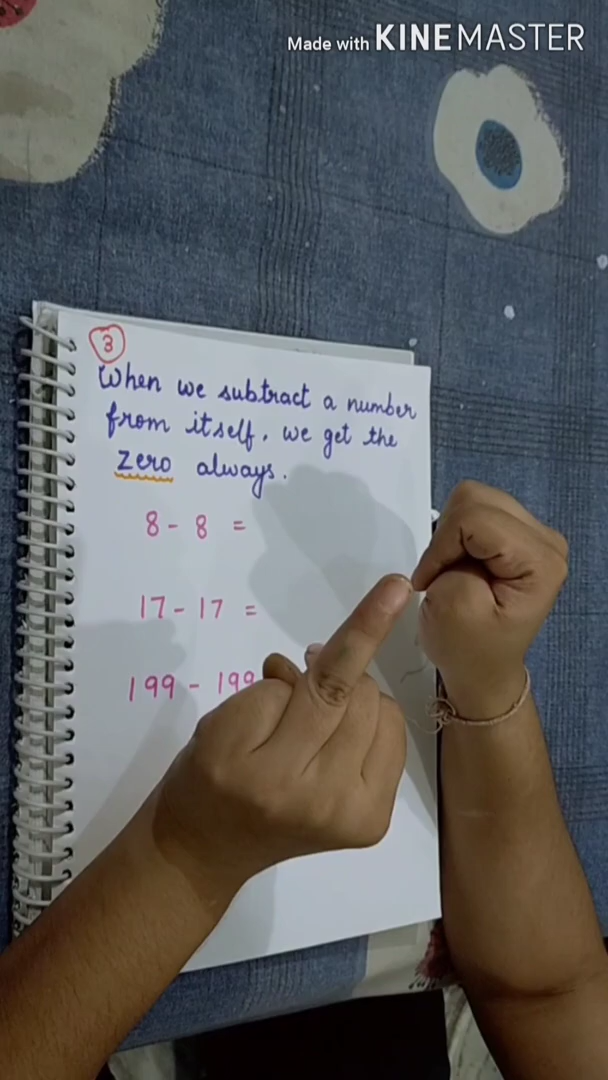 Made with KINEMASTER
3
When we subtract a number
from itself, we get the
zero always.
8 - 8 =
17 - 17 =
199 - 199